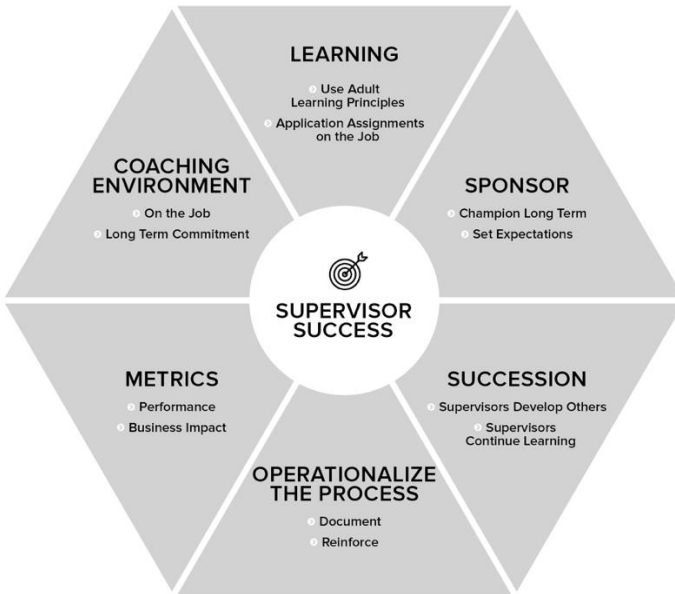 LEARNING
Use Adult
Learning Principles
Application Assignments
on the Job
COACHING
ENVIRONMENT
On the Job
Long Term Commitment
SPONSOR
Champion Long Term
Set Expectations
SUPERVISOR
SUCCESS
METRICS
Performance
Business Impact
SUCCESSION
Supervisors Develop Others
Supervisors
Continue Learning
OPERATIONALIZE
THE PROCESS
Document
Reinforce